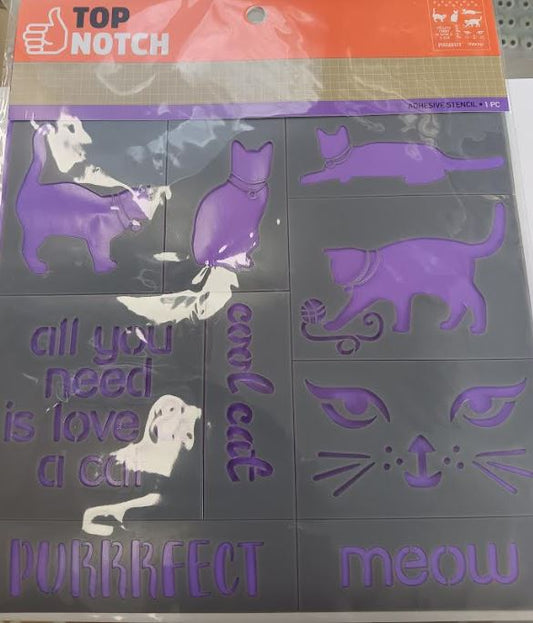 TOP
NOTCH
ADHESIVE STENCIL • 1 PC
all you
need
is love
a cat
cool cat
PURRRFECT
meow